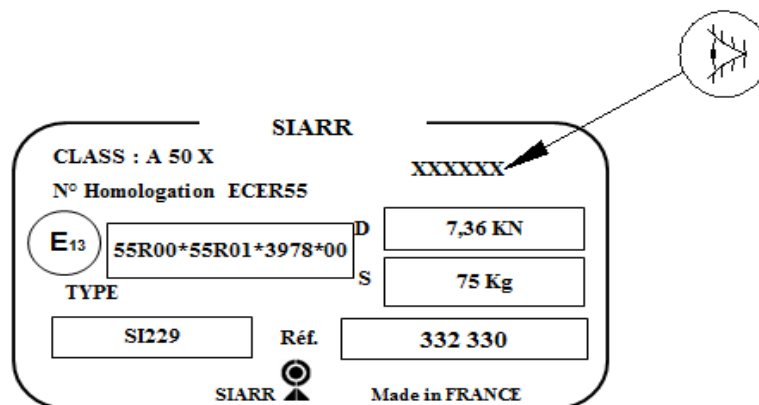 SIARR
CLASS : A 50 X
XXXXXX
N° Homologation ECER55
E13
55R00*55R01*3978*00
D
7,36 KN
S
75 Kg
TYPE
SI229
Réf.
332 330
SIARR
Made in FRANCE